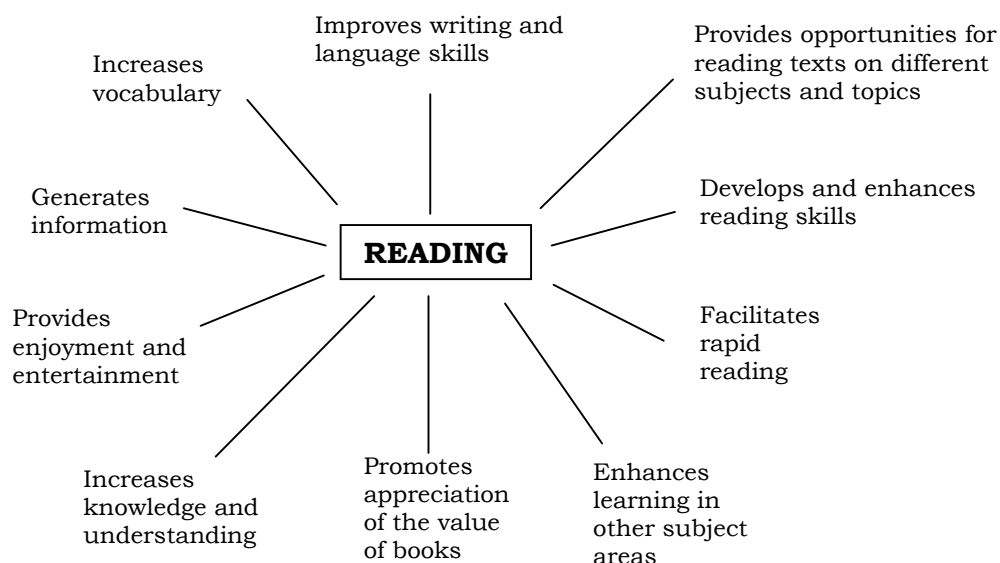 Improves writing and
language skills
Provides opportunities for
reading texts on different
subjects and topics
Increases
vocabulary
Generates
information
Develops and enhances
reading skills
READING
Provides
enjoyment and
entertainment
Facilitates
rapid
reading
Increases
knowledge and
understanding
Promotes
appreciation
of the value
of books
Enhances
learning in
other subject
areas